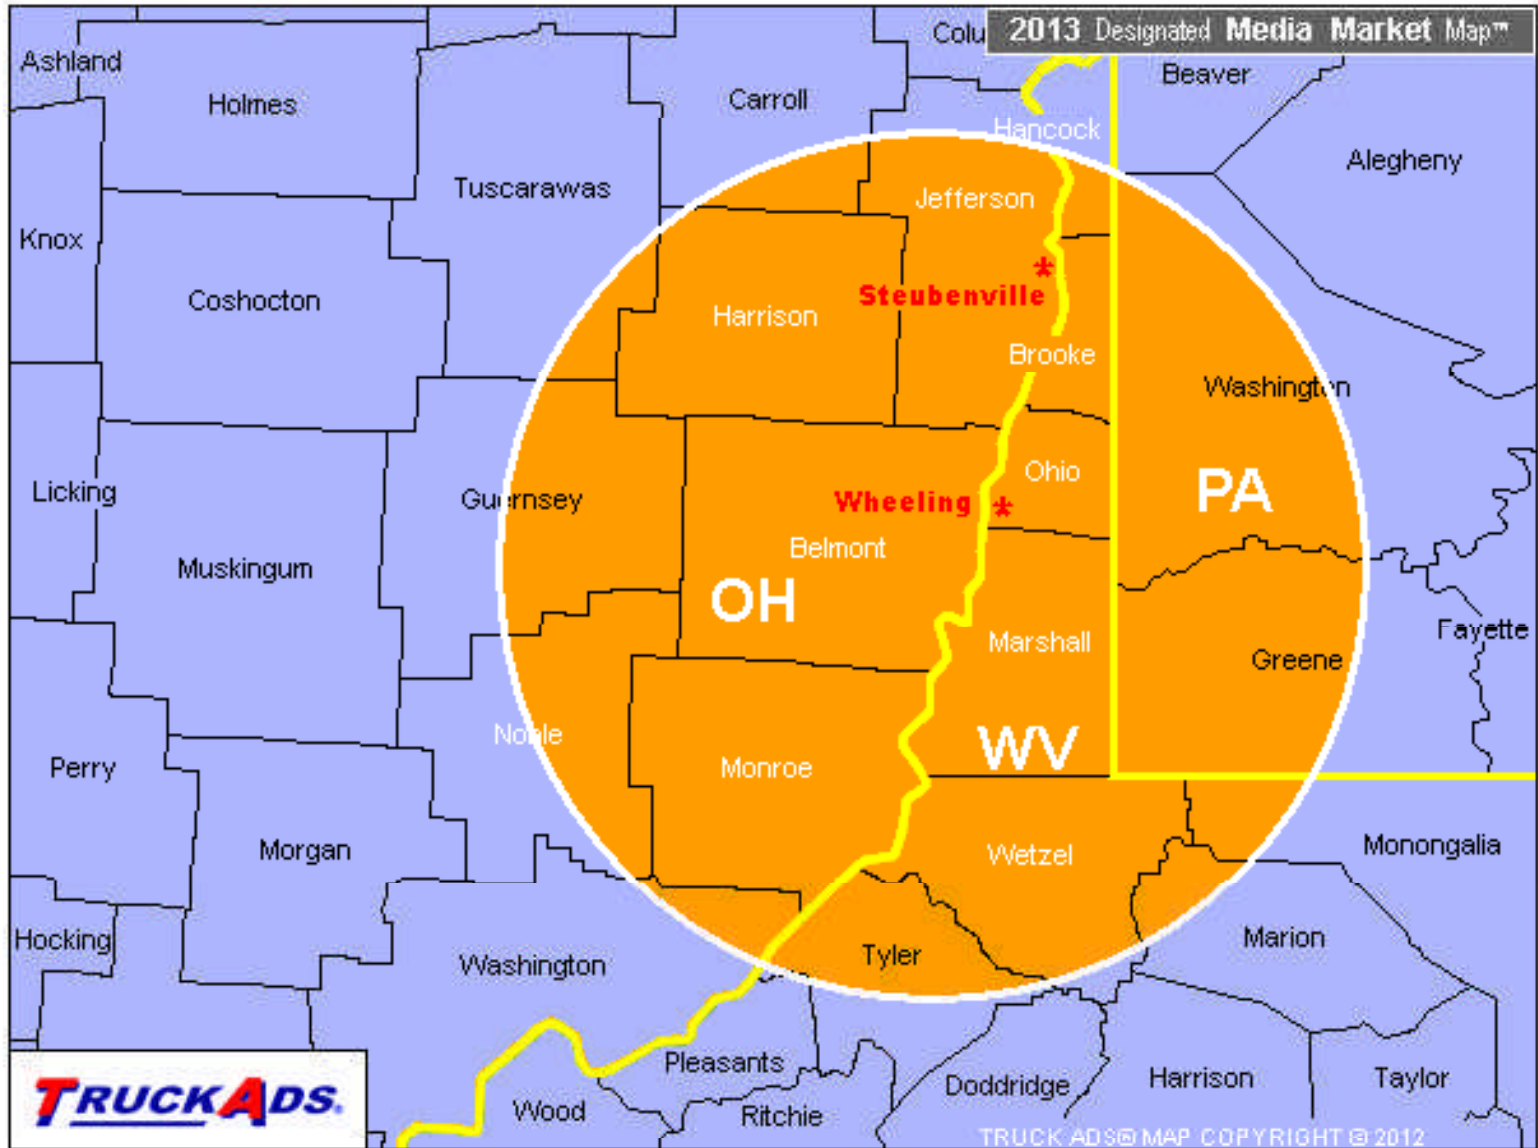 2013 Designated Media Market Map™
Colu
Ashland
Holmes
Carroll
Beaver
Hancock
Alegheny
Tuscarawas
Jefferson
Knox
Coshocton
Harrison
Steubenville
*
Brooke
Washington
Licking
Guernsey
Wheeling
*
Ohio
PA
Muskingum
Belmont
OH
Marshall
Fayette
Greene
Noble
WV
Perry
Monroe
Morgan
Wetzel
Monongalia
Hocking
Washington
Tyler
Marion
Pleasants
Doddridge
Harrison
Taylor
TRUCKADS®
Wood
Ritchie
TRUCK ADS® MAP COPYRIGHT © 2012